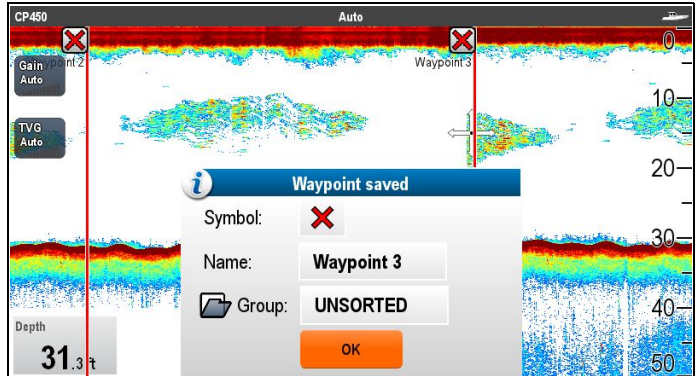 CP450
Auto
0
Waypoint 2
Waypoint 3
Gain
Auto
10
TVG
Auto
20
Waypoint saved
Symbol:
30
Name: Waypoint 3
Group: UNSORTED
40
Depth
31.3ft
OK
50